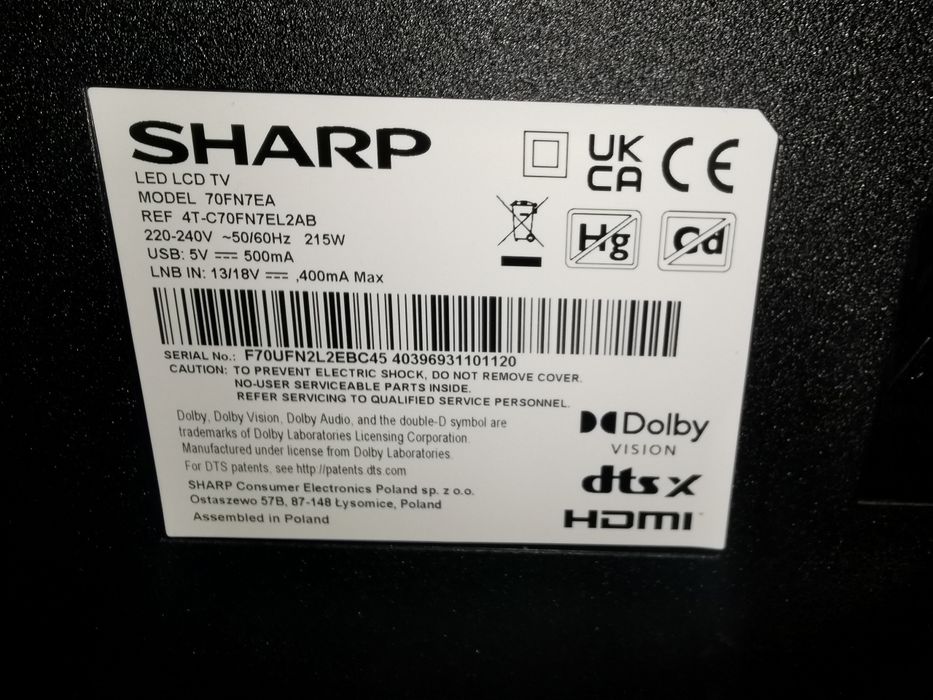 SHARP
LED LCD TV
MODEL 70FN7EA
REF 4T-C70FN7EL2AB
220-240V ~50/60Hz 215W
USB: 5V ⎓ 500mA
LNB IN: 13/18V ⎓ ,400mA Max
UK
CA
CE
Hg
Cd
SERIAL No.: F70UFN2L2EBC45 40396931101120
CAUTION: TO PREVENT ELECTRIC SHOCK, DO NOT REMOVE COVER.
NO-USER SERVICEABLE PARTS INSIDE.
REFER SERVICING TO QUALIFIED SERVICE PERSONNEL.
Dolby, Dolby Vision, Dolby Audio, and the double-D symbol are
trademarks of Dolby Laboratories Licensing Corporation.
Manufactured under license from Dolby Laboratories.
For DTS patents, see http://patents.dts.com
SHARP Consumer Electronics Poland sp. z o.o.
Ostaszewo 57B, 87-148 Łysomice, Poland
Assembled in Poland
Dolby
VISION
dts x
HDMI